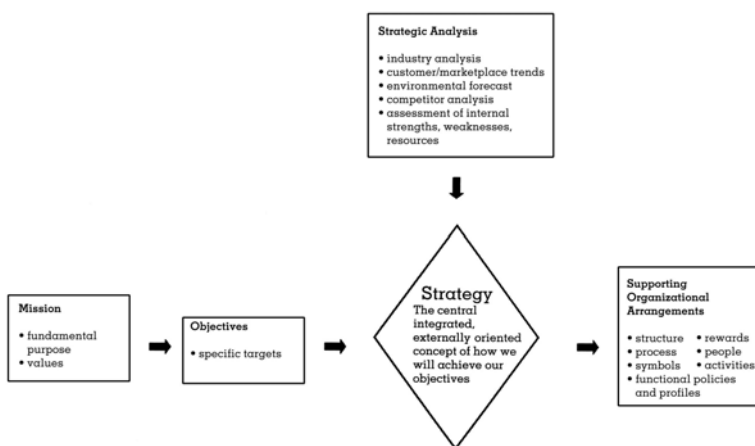 Strategic Analysis
• industry analysis
• customer/marketplace trends
• environmental forecast
• competitor analysis
• assessment of internal
strengths, weaknesses,
resources
Mission
• fundamental
purpose
• values
Objectives
• specific targets
Strategy
The central
integrated,
externally oriented
concept of how we
will achieve our
objectives
Supporting
Organizational
Arrangements
• structure • rewards
• process • people
• symbols • activities
• functional policies
and profiles